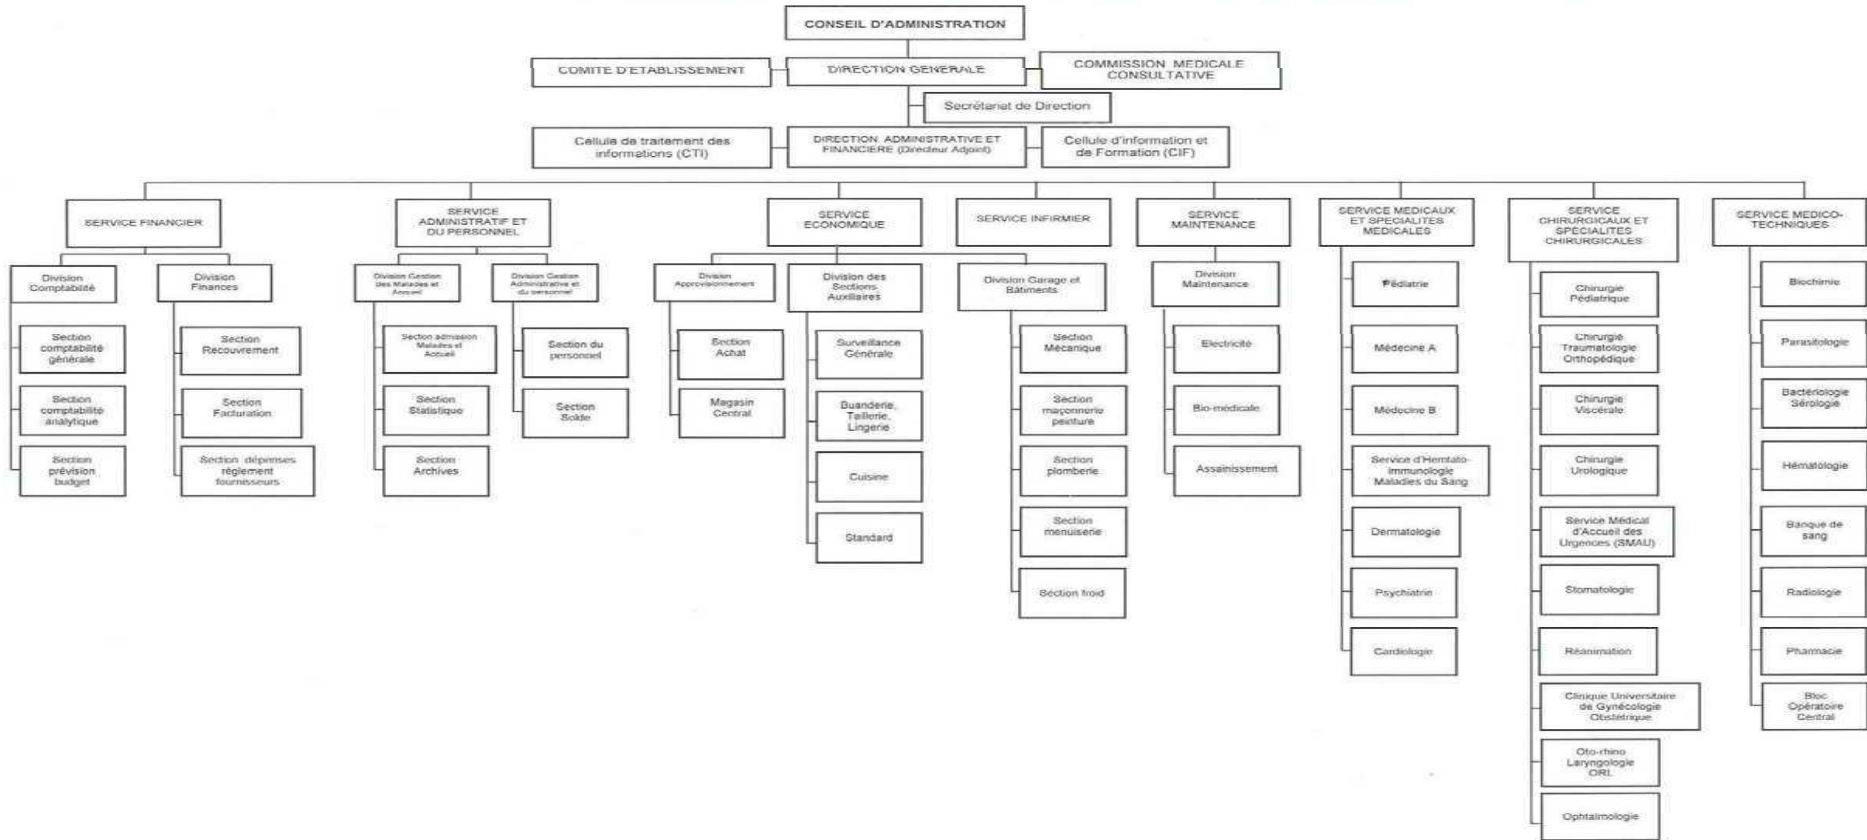 CONSEIL D'ADMINISTRATION
COMITE D'ETABLISSEMENT
DIRECTION GENERALE
COMMISSION MEDICALE
CONSULTATIVE
Secrétariat de Direction
Cellule de traitement des
informations (CTI)
DIRECTION ADMINISTRATIVE ET
FINANCIERE (Directeur Adjoint)
Cellule d'information et
de Formation (CIF)
SERVICE FINANCIER
SERVICE
ADMINISTRATIF ET
DU PERSONNEL
SERVICE
ECONOMIQUE
SERVICE INFIRMIER
SERVICE
MAINTENANCE
SERVICE MEDICAUX
ET SPECIALITES
MEDICALES
SERVICE
CHIRURGICAUX ET
SPECIALITES
CHIRURGICALES
SERVICE MEDICO-
TECHNIQUES
Division
Comptabilité
Division
Finances
Division Gestion
des Malades et
Accueil
Division Gestion
Administrative et
du personnel
Division
Approvisionnement
Division des
Sections
Auxiliaires
Division Garage et
Bâtiments
Division
Maintenance
Section
comptabilité
générale
Section
comptabilité
analytique
Section
prévision
budget
Section
Recouvrement
Section
Facturation
Section dépenses
règlement
fournisseurs
Section admission
Malades et
Accueil
Section
Statistique
Section
Archives
Section du
personnel
Section
Solde
Section
Achat
Magasin
Central
Surveillance
Générale
Buanderie,
Taillerie,
Lingerie
Cuisine
Standard
Section
Mécanique
Section
maçonnerie
peinture
Section
plomberie
Section
menuiserie
Section froid
Electricité
Bio-médicale
Assainissement
Pédiatrie
Médecine A
Médecine B
Service d'Hemtato-
immunologie
Maladies du Sang
Dermatologie
Psychiatrie
Cardiologie
Chirurgie
Pédiatrique
Chirurgie
Traumatologie
Orthopédique
Chirurgie
Viscérale
Chirurgie
Urologique
Service Médical
d'Accueil des
Urgences (SMAU)
Stomatologie
Réanimation
Clinique Universitaire
de Gynécologie
Obstétrique
Oto-rhino
Laryngologie
ORL
Ophtalmologie
Biochimie
Parasitologie
Bactériologie
Sérologie
Hématologie
Banque de
sang
Radiologie
Pharmacie
Bloc
Opératoire
Central